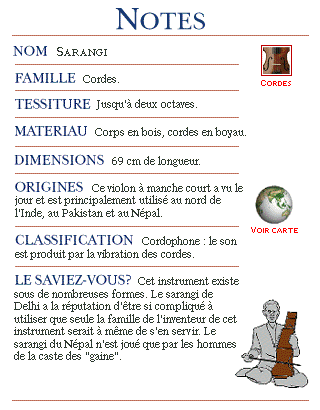 NOTES
NOM SARANGI
CORDES
FAMILLE Cordes.
TESSITURE Jusqu'à deux octaves.
MATERIAU Corps en bois, cordes en boyau.
DIMENSIONS 69 cm de longueur.
ORIGINES Ce violon à manche court a vu le
jour et est principalement utilisé au nord de
l'Inde, au Pakistan et au Népal.
VOIR CARTE
CLASSIFICATION Cordophone : le son
est produit par la vibration des cordes.
LE SAVIEZ-VOUS? Cet instrument existe
sous de nombreuses formes. Le sarangi de
Delhi a la réputation d'être si compliqué à
utiliser que seule la famille de l'inventeur de cet
instrument serait à même de s'en servir. Le
sarangi du Népal n'est joué que par les hommes
de la caste des "gaine".